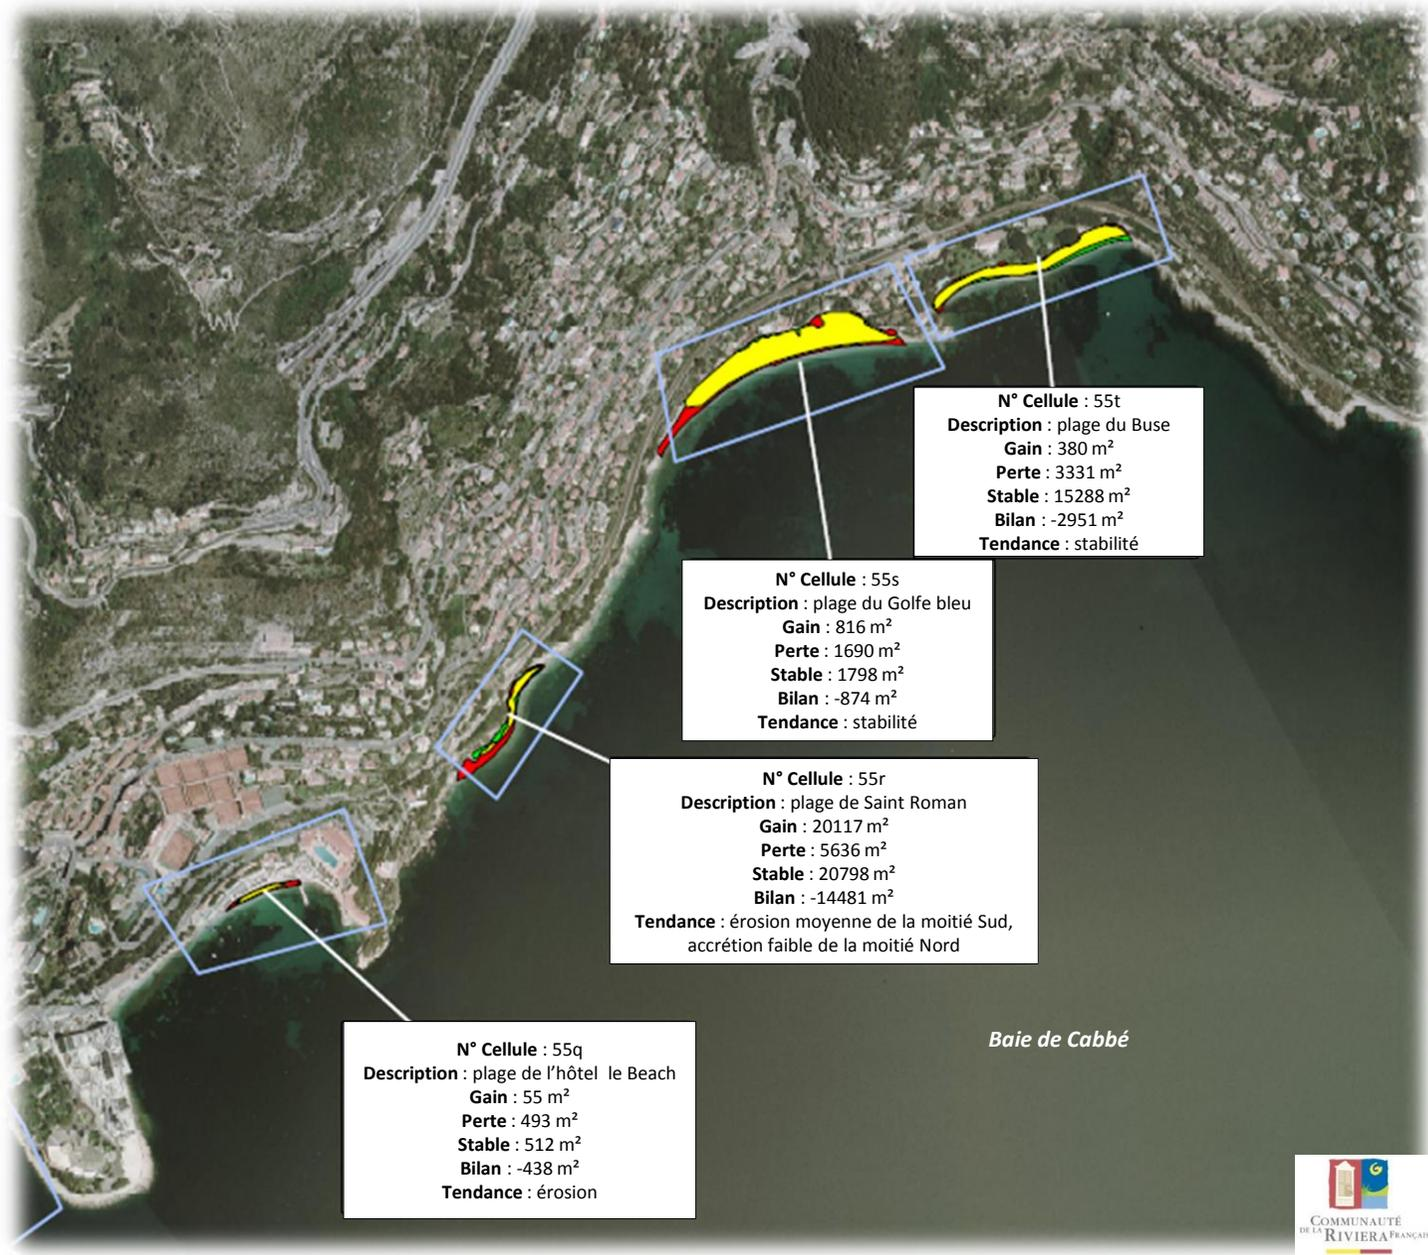 N° Cellule : 55t
Description : plage du Buse
Gain : 380 m²
Perte : 3331 m²
Stable : 15288 m²
Bilan : -2951 m²
Tendance : stabilité
N° Cellule : 55s
Description : plage du Golfe bleu
Gain : 816 m²
Perte : 1690 m²
Stable : 1798 m²
Bilan : -874 m²
Tendance : stabilité
N° Cellule : 55r
Description : plage de Saint Roman
Gain : 20117 m²
Perte : 5636 m²
Stable : 20798 m²
Bilan : -14481 m²
Tendance : érosion moyenne de la moitié Sud,
accrétion faible de la moitié Nord
Baie de Cabbé
N° Cellule : 55q
Description : plage de l’hôtel  le Beach
Gain : 55 m²
Perte : 493 m²
Stable : 512 m²
Bilan : -438 m²
Tendance : érosion
COMMUNAUTÉ
DE LA RIVIERA FRANÇAI